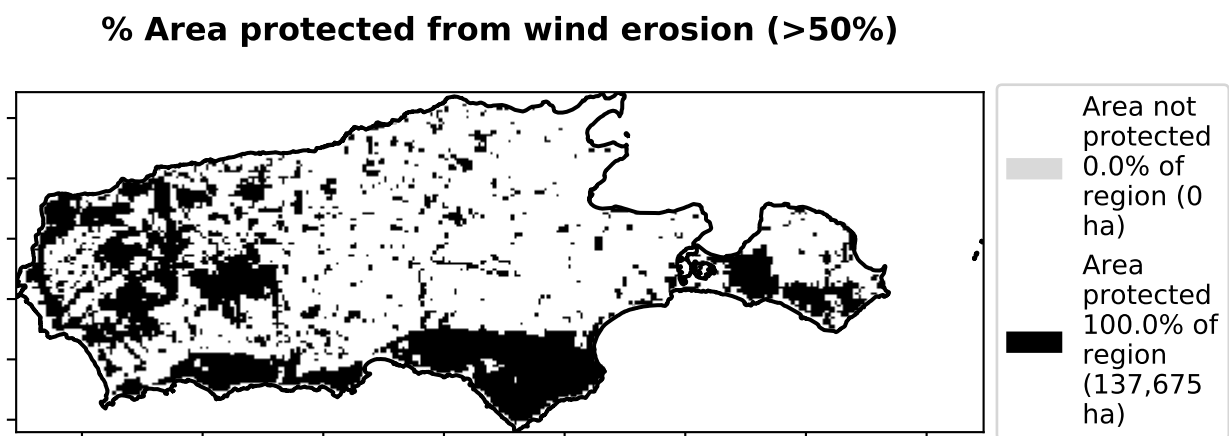 % Area protected from wind erosion (>50%)
Area not
protected
0.0% of
region (0
ha)
Area
protected
100.0% of
region
(137,675
ha)